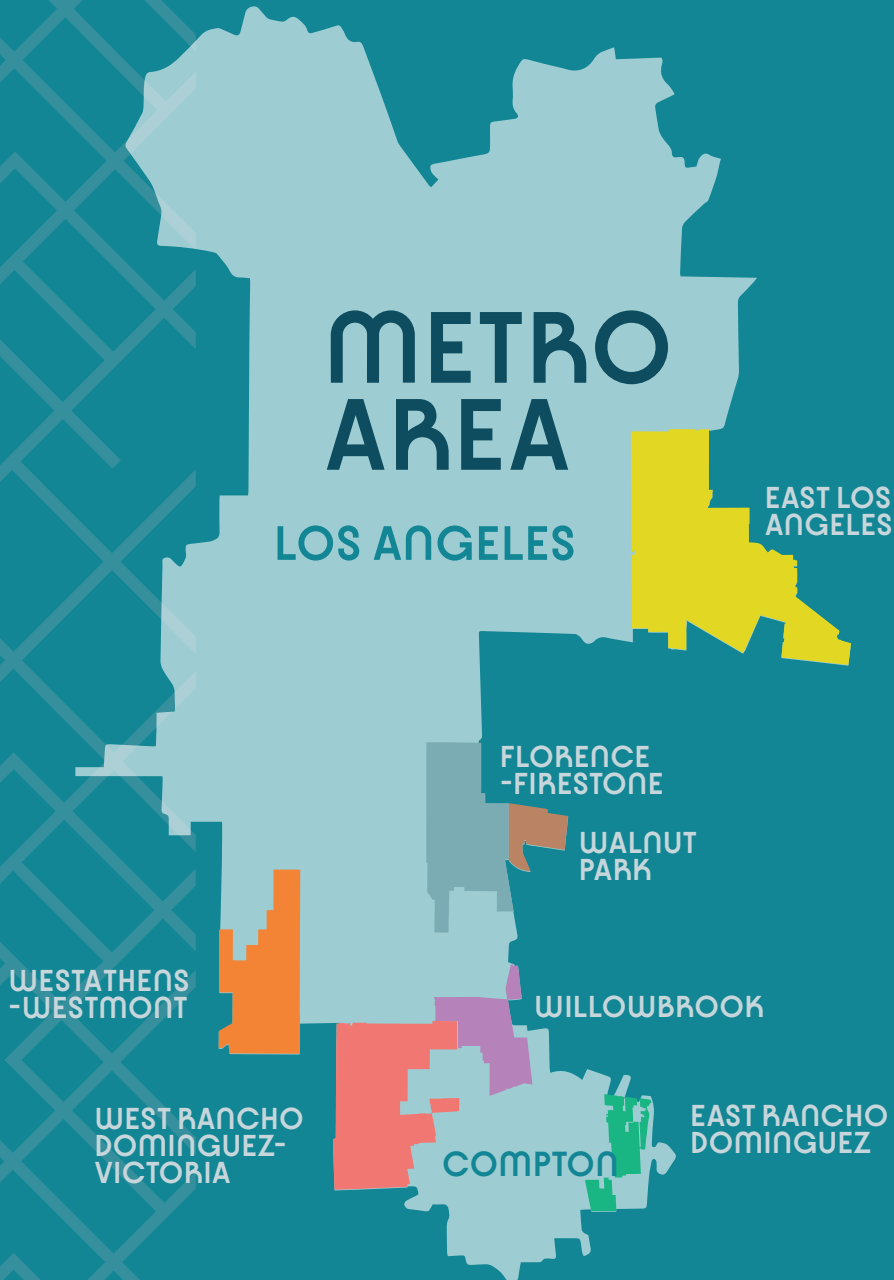 METRO
AREA
LOS ANGELES
EAST LOS
ANGELES
FLORENCE
-FIRESTONE
WALNUT
PARK
WESTATHENS
-WESTMONT
WILLOWBROOK
WEST RANCHO
DOMINGUEZ-
VICTORIA
EAST RANCHO
DOMINGUEZ
COMPTON